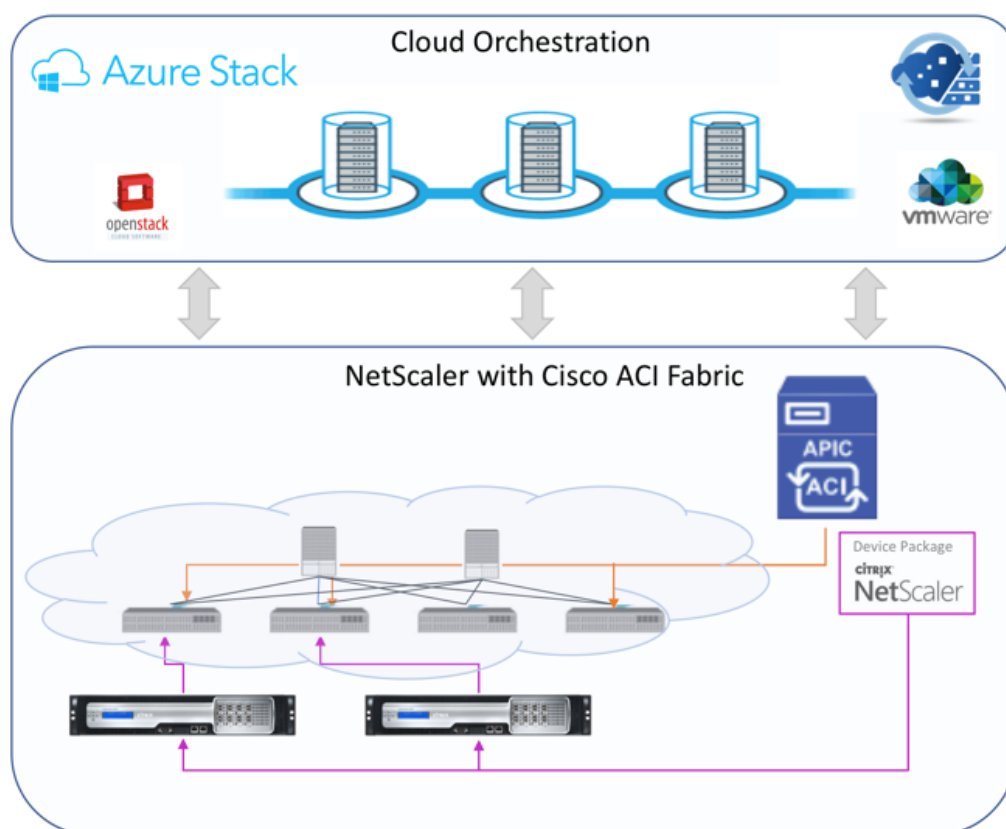 Cloud Orchestration
Azure Stack
openstack
CLOUD SOFTWARE
vmware
NetScaler with Cisco ACI Fabric
APIC
ACI
Device Package
CITRIX
NetScaler